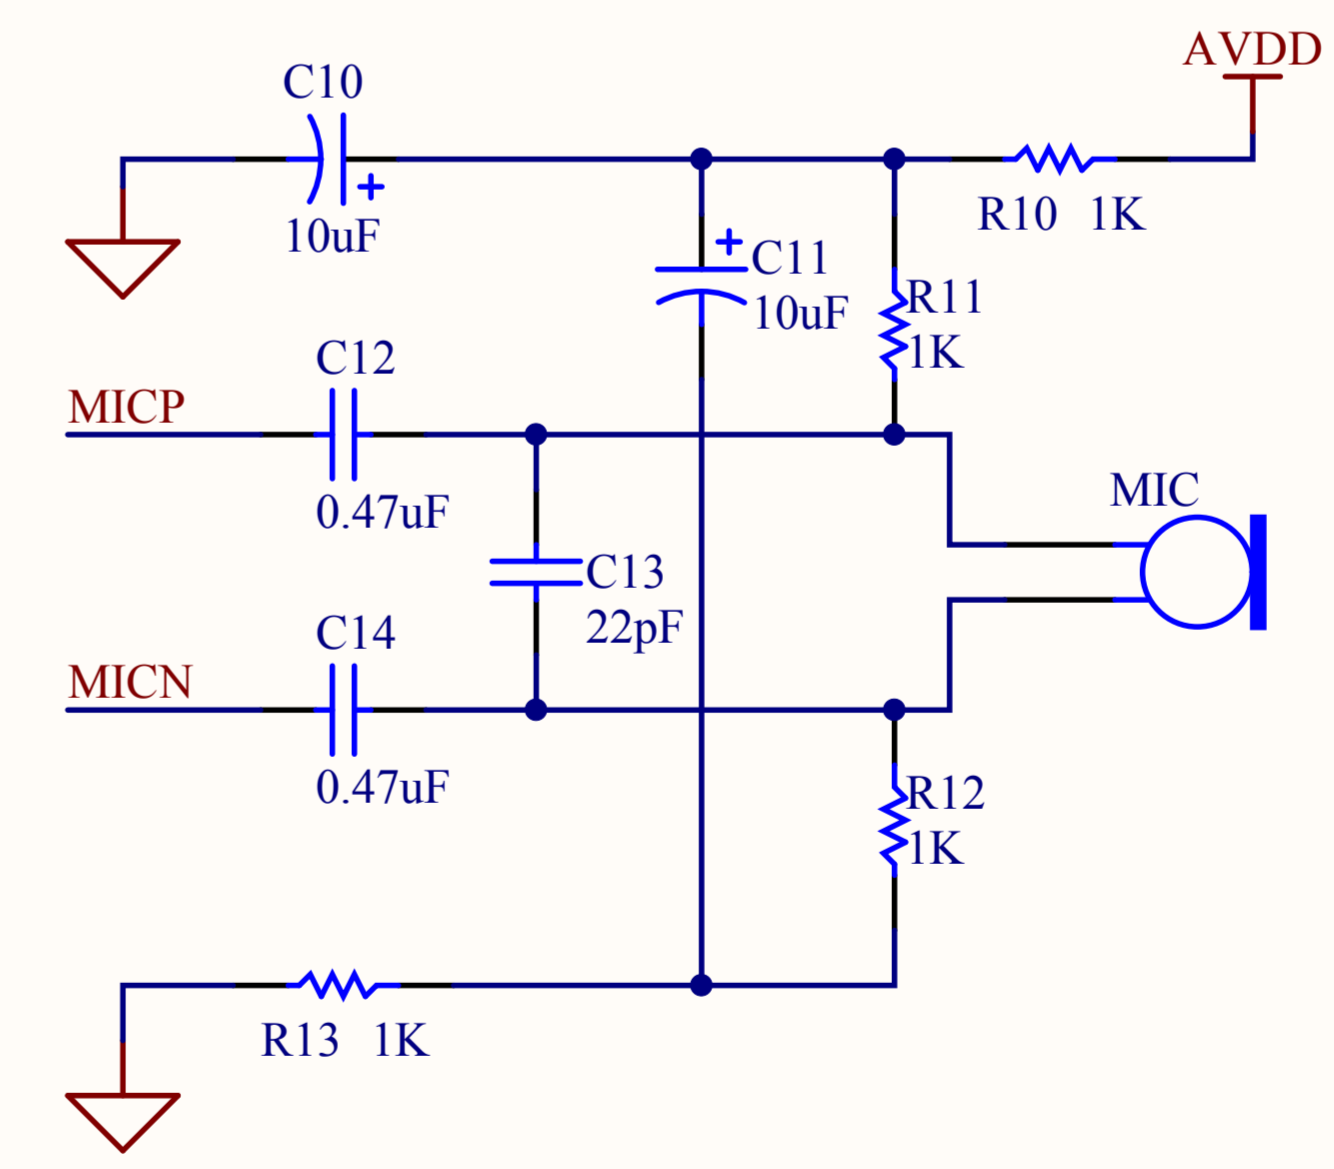 AVDD
C10
10uF
R10 1K
C11
10uF
R11
1K
C12
MICP
0.47uF
MIC
C13
22pF
C14
MICN
0.47uF
R12
1K
R13 1K